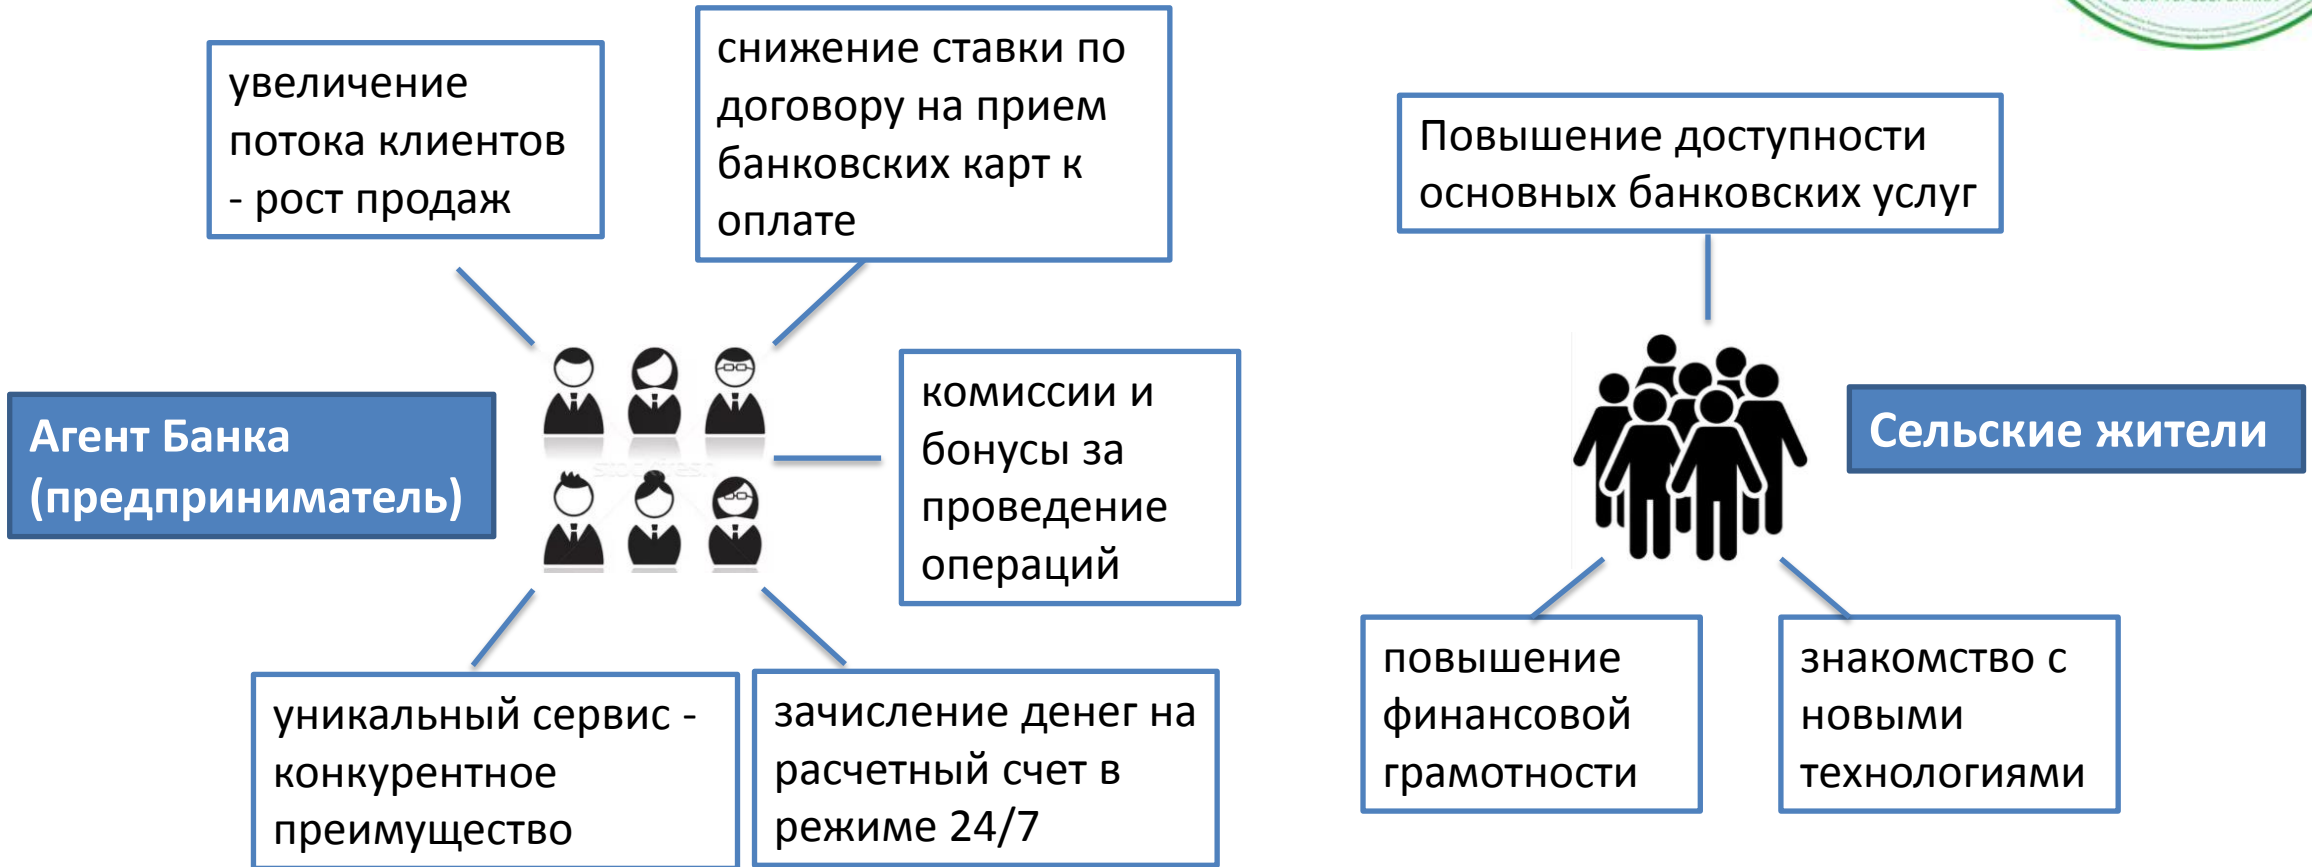 увеличение
потока клиентов
- рост продаж
снижение ставки по
договору на прием
банковских карт к
оплате
Агент Банка
(предприниматель)
комиссии и
бонусы за
проведение
операций
уникальный сервис -
конкурентное
преимущество
зачисление денег на
расчетный счет в
режиме 24/7
Повышение доступности
основных банковских услуг
Сельские жители
повышение
финансовой
грамотности
знакомство с
новыми
технологиями